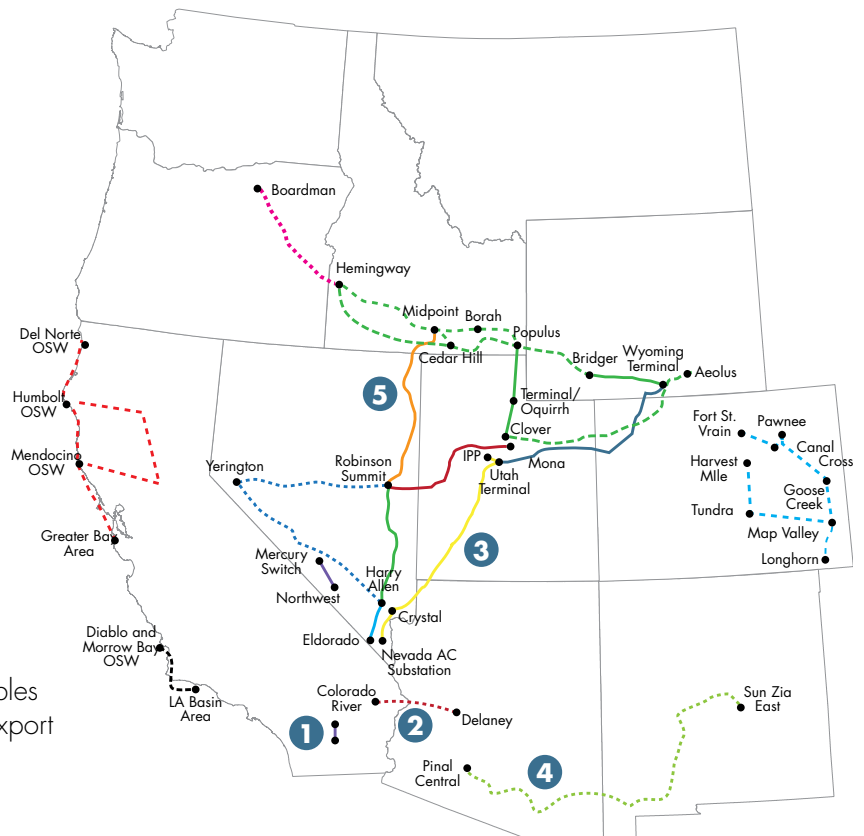 Boardman
Hemingway
Midpoint
Borah
Populus
Cedar Hill
Bridger
Wyoming
Terminal
Aeolus
Del Norte
OSW
Humbolt
OSW
Mendocino
OSW
Greater Bay
Area
5
Terminal/
Oquirrh
Clover
IPP
Mona
Utah
Terminal
Robinson
Summit
Yerington
Fort St.
Vrain
Pawnee
Canal
Cross
Harvest
MIle
Goose
Creek
Tundra
Map Valley
Longhorn
3
Mercury
Switch
Northwest
Harry
Allen
Crystal
Eldorado
Nevada AC
Substation
Diablo and
Morrow Bay
OSW
LA Basin
Area
Colorado
River
1
2
Delaney
Sun Zia
East
Pinal
Central
4
xport